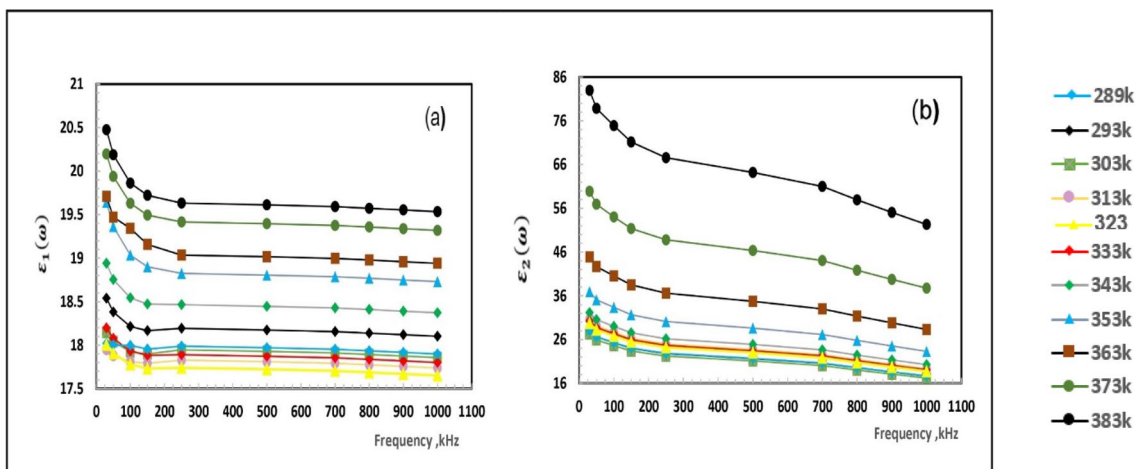 (a)
ε₁(ω)
21
20.5
20
19.5
19
18.5
18
17.5
0 100 200 300 400 500 600 700 800 900 1000 1100
Frequency ,kHz
(b)
ε₂(ω)
86
76
66
56
46
36
26
16
0 100 200 300 400 500 600 700 800 900 1000 1100
Frequency ,kHz
289k
293k
303k
313k
323
333k
343k
353k
363k
373k
383k